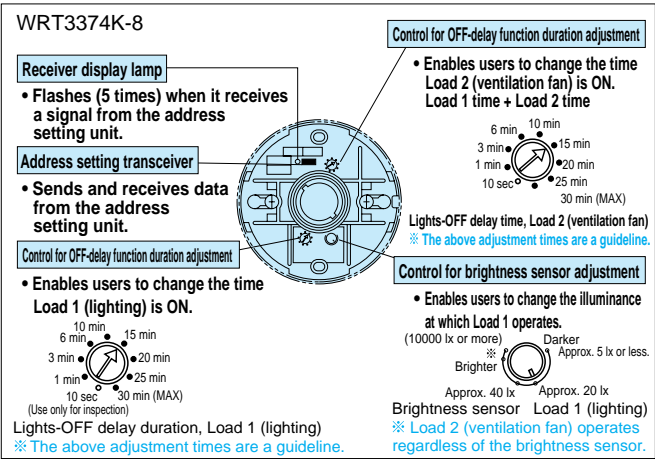 WRT3374K-8
Receiver display lamp
• Flashes (5 times) when it receives
a signal from the address
setting unit.
Address setting transceiver
• Sends and receives data
from the address
setting unit.
Control for OFF-delay function duration adjustment
• Enables users to change the time
Load 1 (lighting) is ON.
10 min
6 min
15 min
3 min
20 min
1 min
25 min
10 sec
30 min (MAX)
(Use only for inspection)
Lights-OFF delay duration, Load 1 (lighting)
※ The above adjustment times are a guideline.
Control for OFF-delay function duration adjustment
• Enables users to change the time
Load 2 (ventilation fan) is ON.
Load 1 time + Load 2 time
10 min
6 min
15 min
3 min
20 min
1 min
25 min
10 sec
30 min (MAX)
Lights-OFF delay time, Load 2 (ventilation fan)
※ The above adjustment times are a guideline.
Control for brightness sensor adjustment
• Enables users to change the illuminance
at which Load 1 operates.
(10000 lx or more)
Darker
※
Approx. 5 lx or less.
Brighter
Approx. 40 lx
Approx. 20 lx
Brightness sensor Load 1 (lighting)
※ Load 2 (ventilation fan) operates
regardless of the brightness sensor.